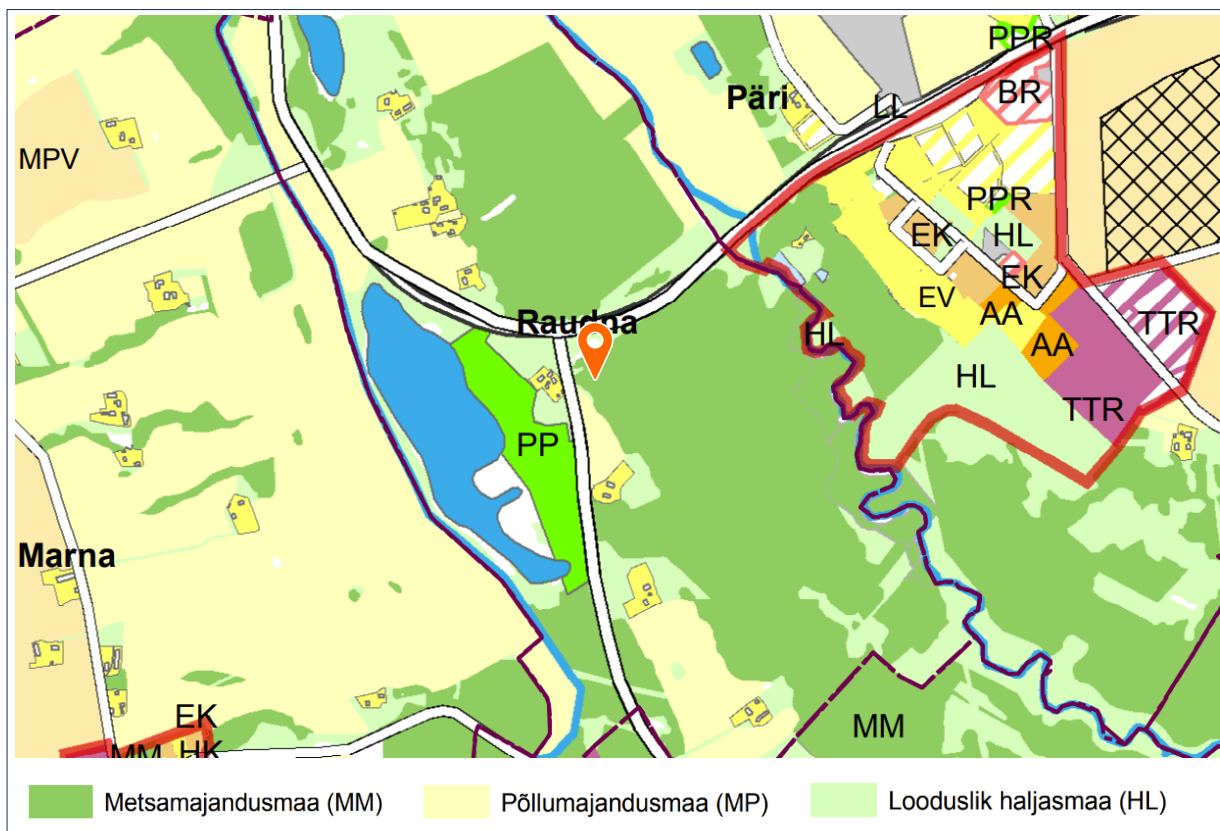 PPR
BR
LL
Päri
MPV
PPR
EK
HL
EK
EV
AA
Raudna
HL
TTR
AA
HL
TTR
PP
Marna
EK
MM
HK
MM
Metsamajandusmaa (MM)
Põllumajandusmaa (MP)
Looduslik haljasmaa (HL)